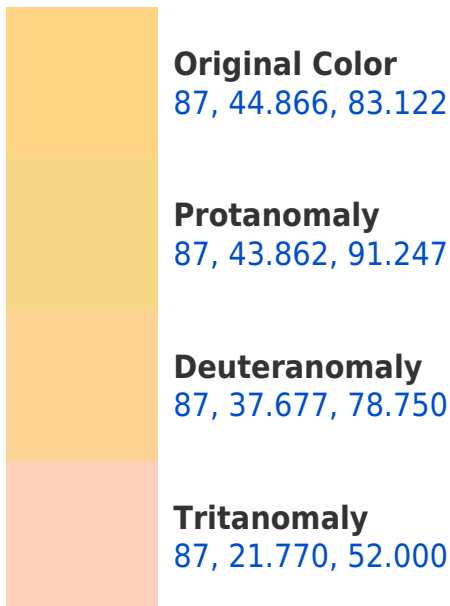 Original Color
87, 44.866, 83.122
Protanomaly
87, 43.862, 91.247
Deuteranomaly
87, 37.677, 78.750
Tritanomaly
87, 21.770, 52.000